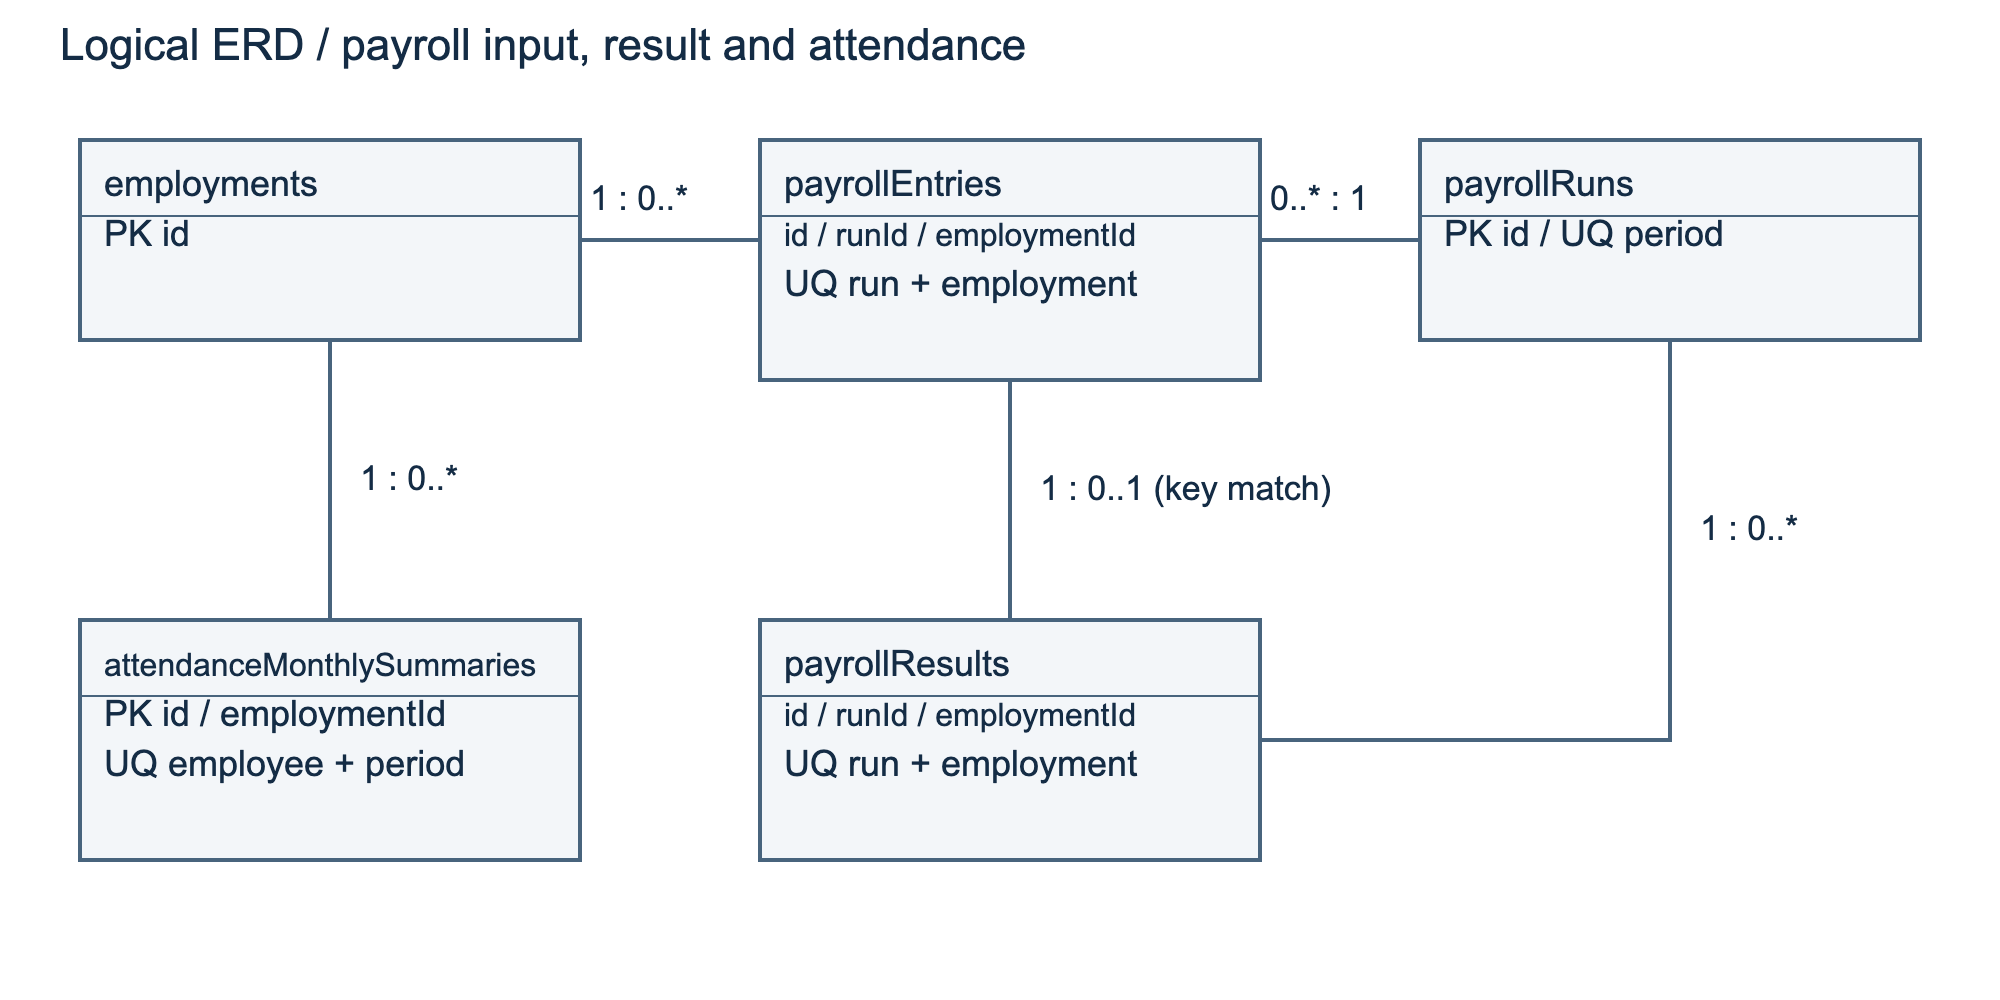 Logical ERD / payroll input, result and attendance
employments
PK id
1 : 0..*
payrollEntries
id / runId / employmentId
UQ run + employment
0..* : 1
payrollRuns
PK id / UQ period
1 : 0..*
1 : 0..1 (key match)
1 : 0..*
attendanceMonthlySummaries
PK id / employmentId
UQ employee + period
payrollResults
id / runId / employmentId
UQ run + employment